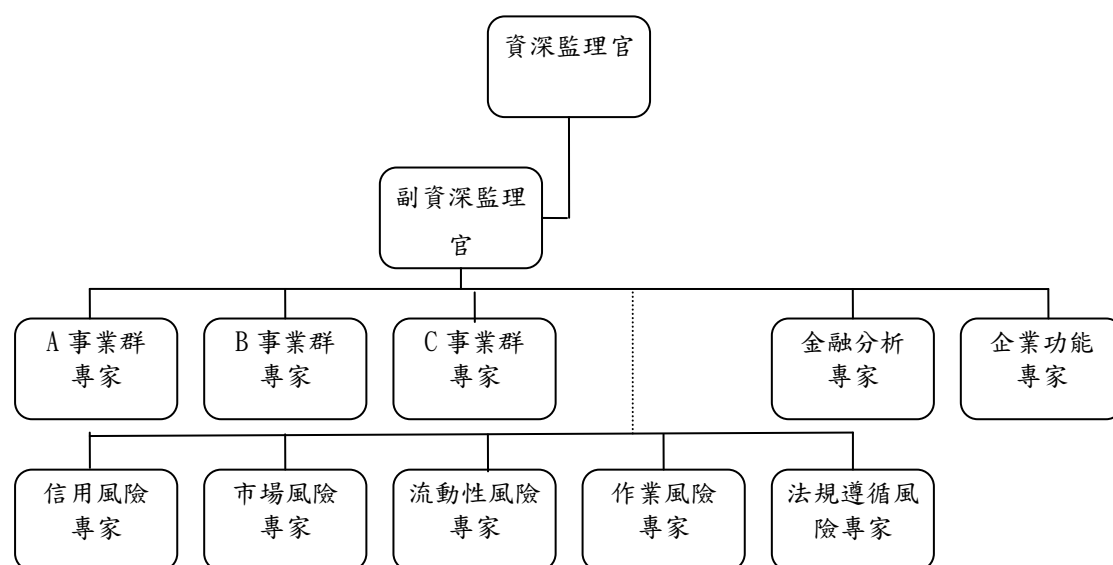 資深監理官
副資深監理
官
A 事業群
專家
B 事業群
專家
C 事業群
專家
金融分析
專家
企業功能
專家
信用風險
專家
市場風險
專家
流動性風險
專家
作業風險
專家
法規遵循風
險專家